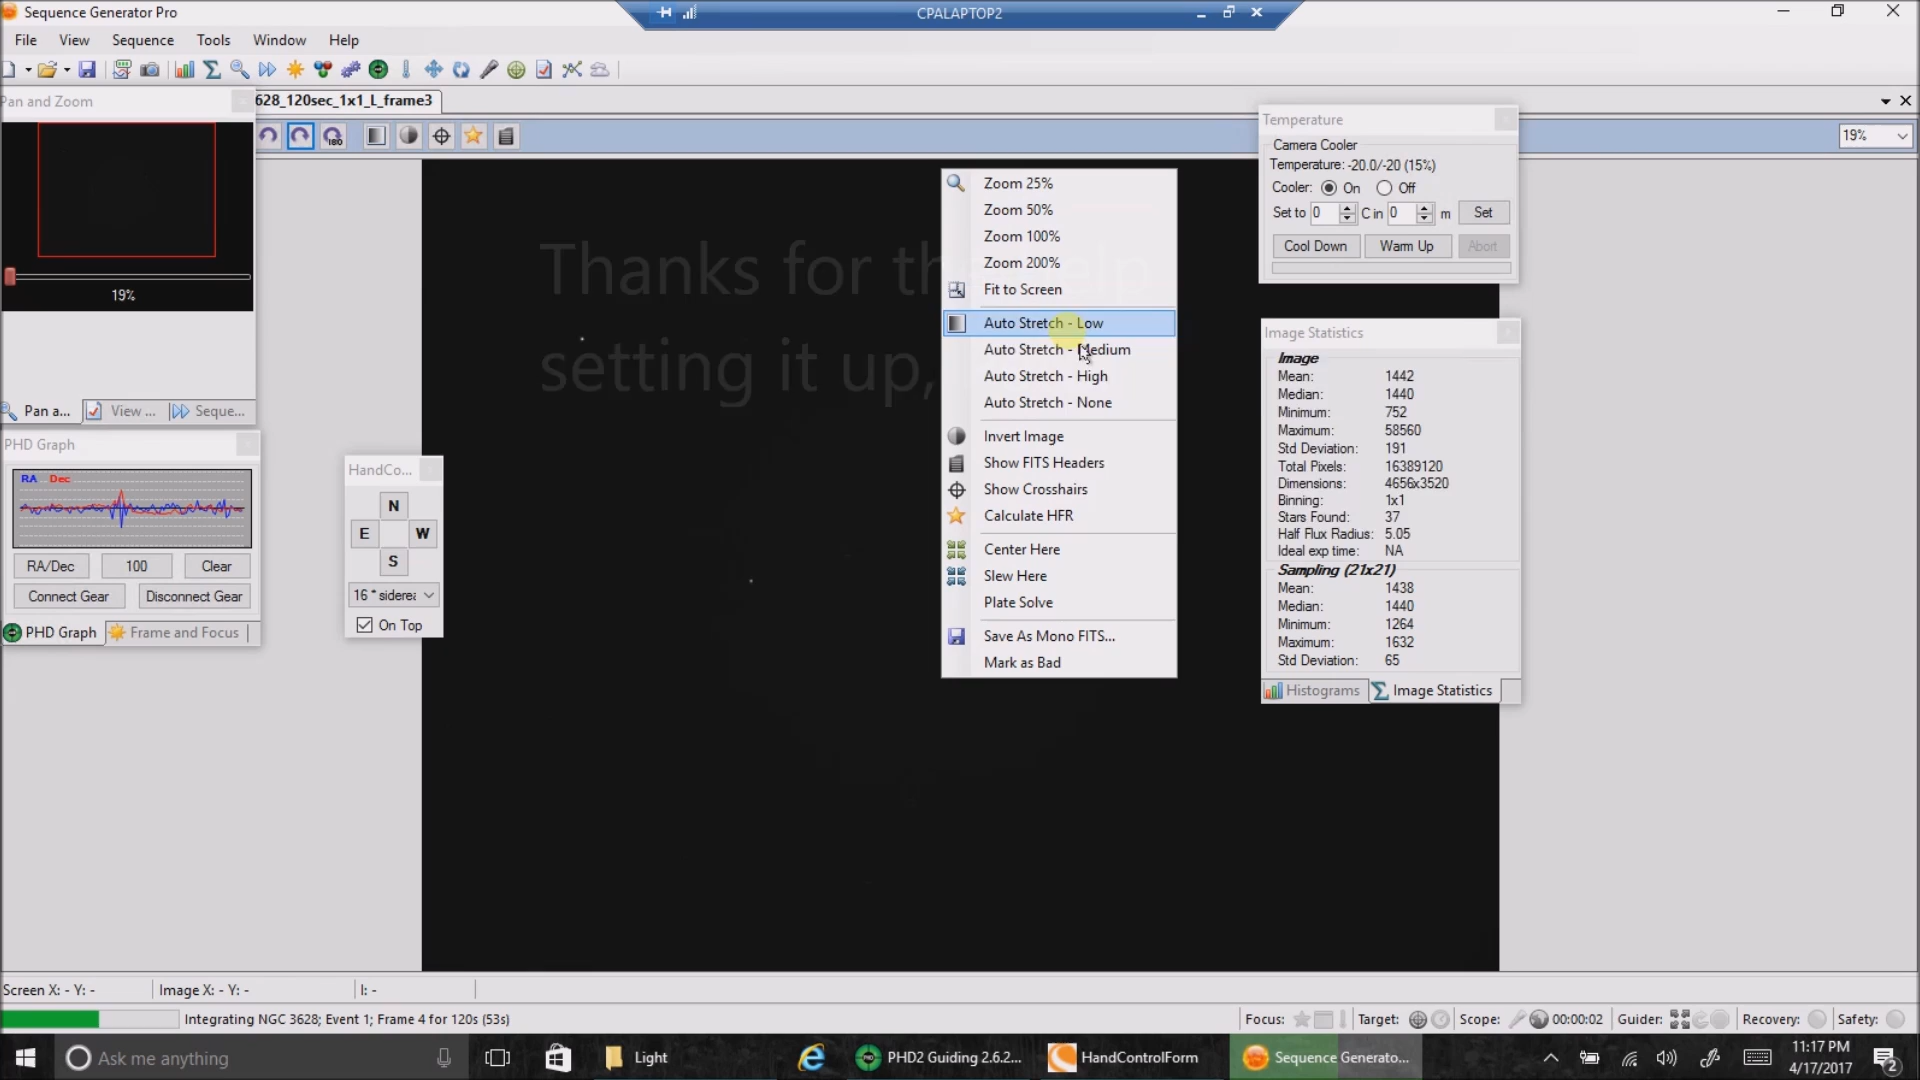 Sequence Generator Pro
CPALAPTOP2
File View Sequence Tools Window Help
Pan and Zoom
628_120sec_1x1_L_frame3
180
19%
19%
Pan a... View ... Seque...
Thanks for th elp
setting it up,
Zoom 25%
Zoom 50%
Zoom 100%
Zoom 200%
Fit to Screen
Auto Stretch - Low
Auto Stretch - Medium
Auto Stretch - High
Auto Stretch - None
Invert Image
Show FITS Headers
Show Crosshairs
Calculate HFR
Center Here
Slew Here
Plate Solve
Save As Mono FITS...
Mark as Bad
Temperature
Camera Cooler
Temperature: -20.0/-20 (15%)
Cooler: On Off
Set to 0 C in 0 m Set
Cool Down Warm Up Abort
Image Statistics
Image
Mean: 1442
Median: 1440
Minimum: 752
Maximum: 58560
Std Deviation: 191
Total Pixels: 16389120
Dimensions: 4656x3520
Binning: 1x1
Stars Found: 37
Half Flux Radius: 5.05
Ideal exp time: NA
Sampling (21x21)
Mean: 1438
Median: 1440
Minimum: 1264
Maximum: 1632
Std Deviation: 65
Histograms Image Statistics
PHD Graph
RA Dec
RA/Dec 100 Clear
Connect Gear Disconnect Gear
PHD Graph Frame and Focus
HandCo...
N
E W
S
16 * siderea
On Top
Screen X: - Y: - Image X: - Y: - I: -
Integrating NGC 3628; Event 1; Frame 4 for 120s (53s)
Focus: Target: Scope: 00:00:02 Guider: Recovery: Safety:
Ask me anything
Light
PHD2 Guiding 2.6.2...
HandControlForm
Sequence Generato...
11:17 PM
4/17/2017
2